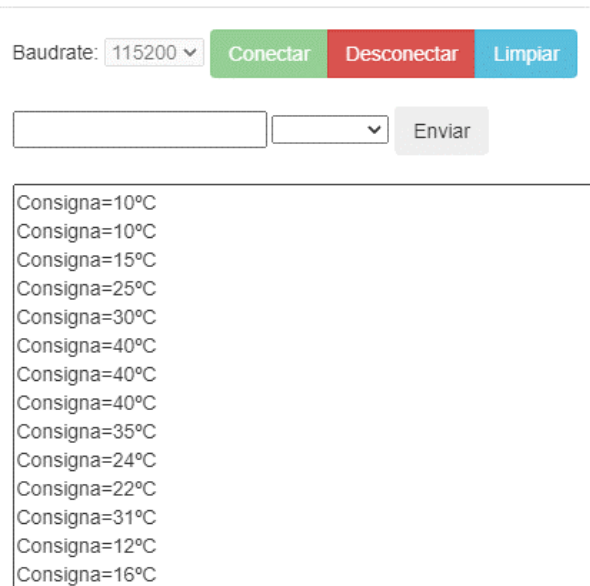 Baudrate: 115200 Conectar Desconectar Limpiar
Enviar
Consigna=10ºC
Consigna=10ºC
Consigna=15ºC
Consigna=25ºC
Consigna=30ºC
Consigna=40ºC
Consigna=40ºC
Consigna=40ºC
Consigna=35ºC
Consigna=24ºC
Consigna=22ºC
Consigna=31ºC
Consigna=12ºC
Consigna=16ºC